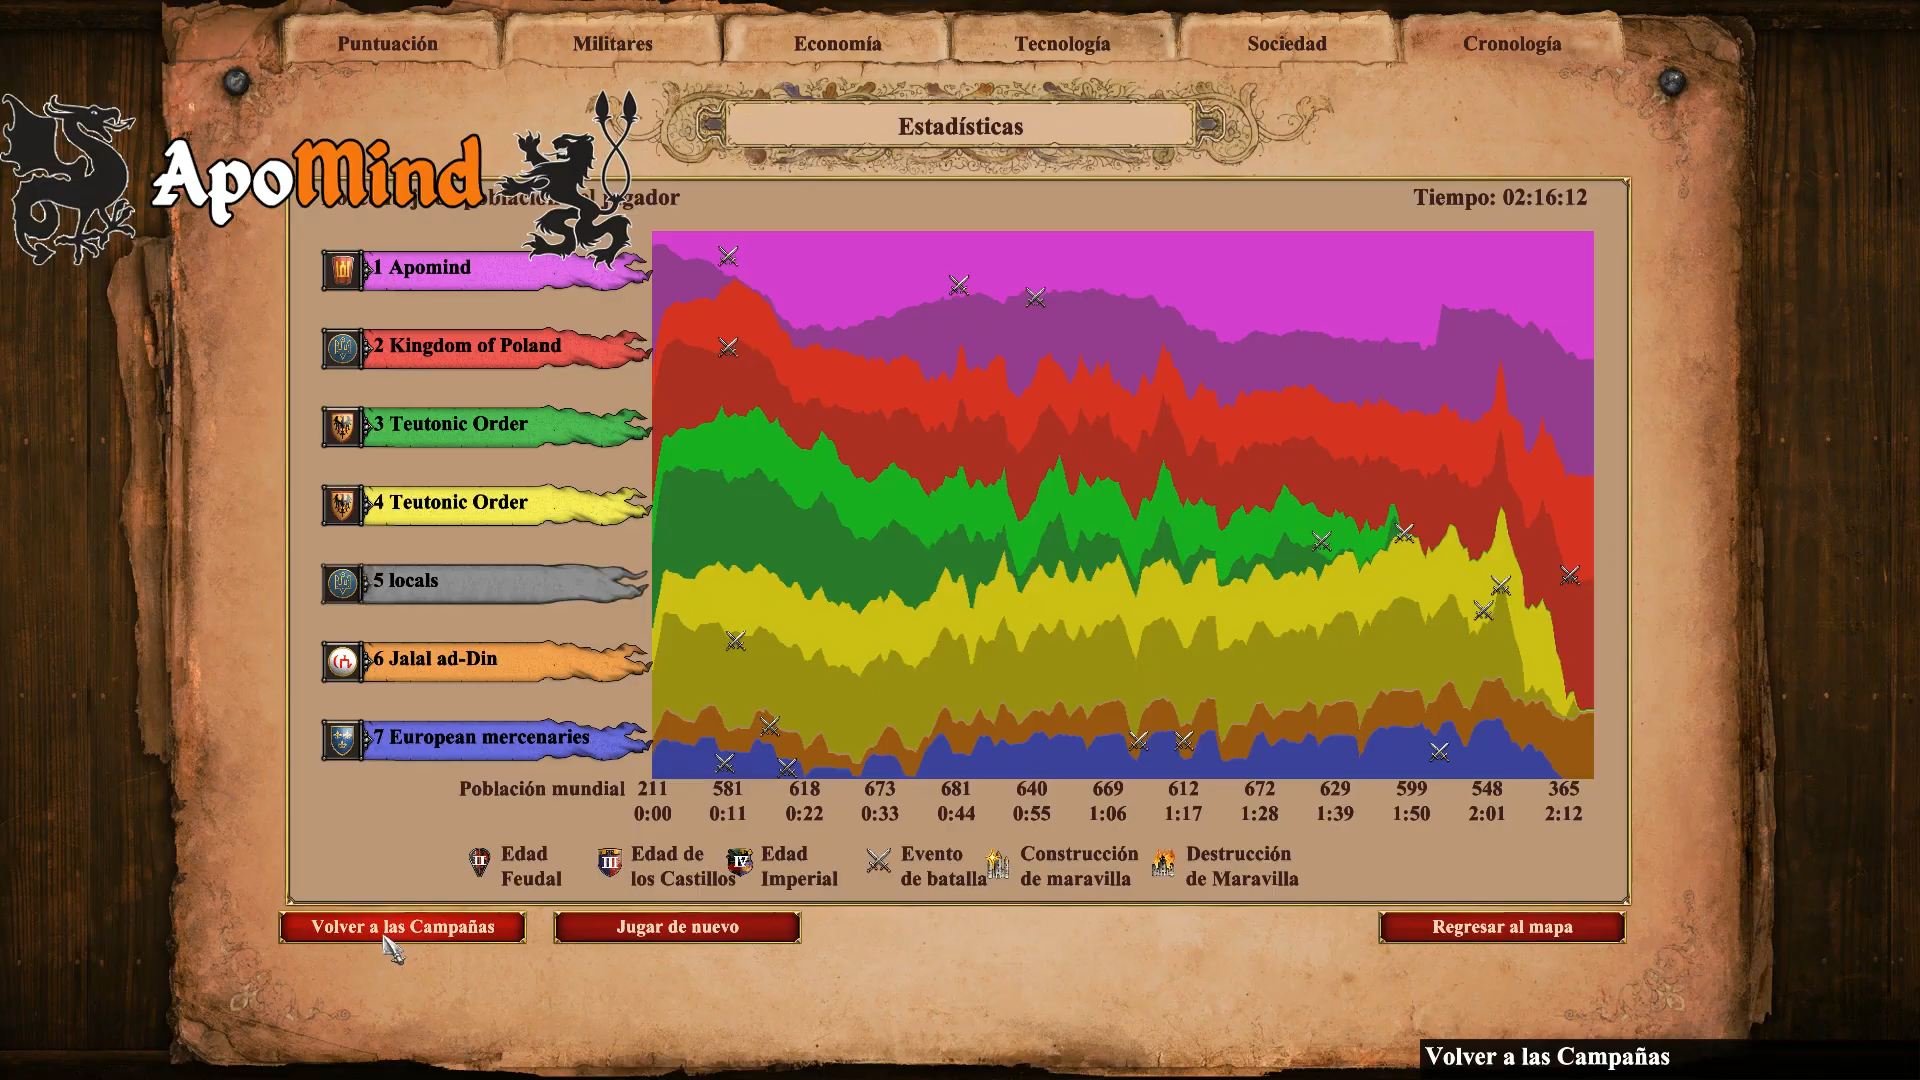 Puntuación Militares Economía Tecnología Sociedad Cronología
Estadísticas
ApoMind
jugador
Tiempo: 02:16:12
1 Apomind
2 Kingdom of Poland
3 Teutonic Order
4 Teutonic Order
5 locals
6 Jalal ad-Din
7 European mercenaries
Población mundial 211 581 618 673 681 640 669 612 672 629 599 548 365
0:00 0:11 0:22 0:33 0:44 0:55 1:06 1:17 1:28 1:39 1:50 2:01 2:12
II Edad Feudal
III Edad de los Castillos
IV Edad Imperial
Evento de batalla
Construcción de maravilla
Destrucción de Maravilla
Volver a las Campañas
Jugar de nuevo
Regresar al mapa
Volver a las Campañas